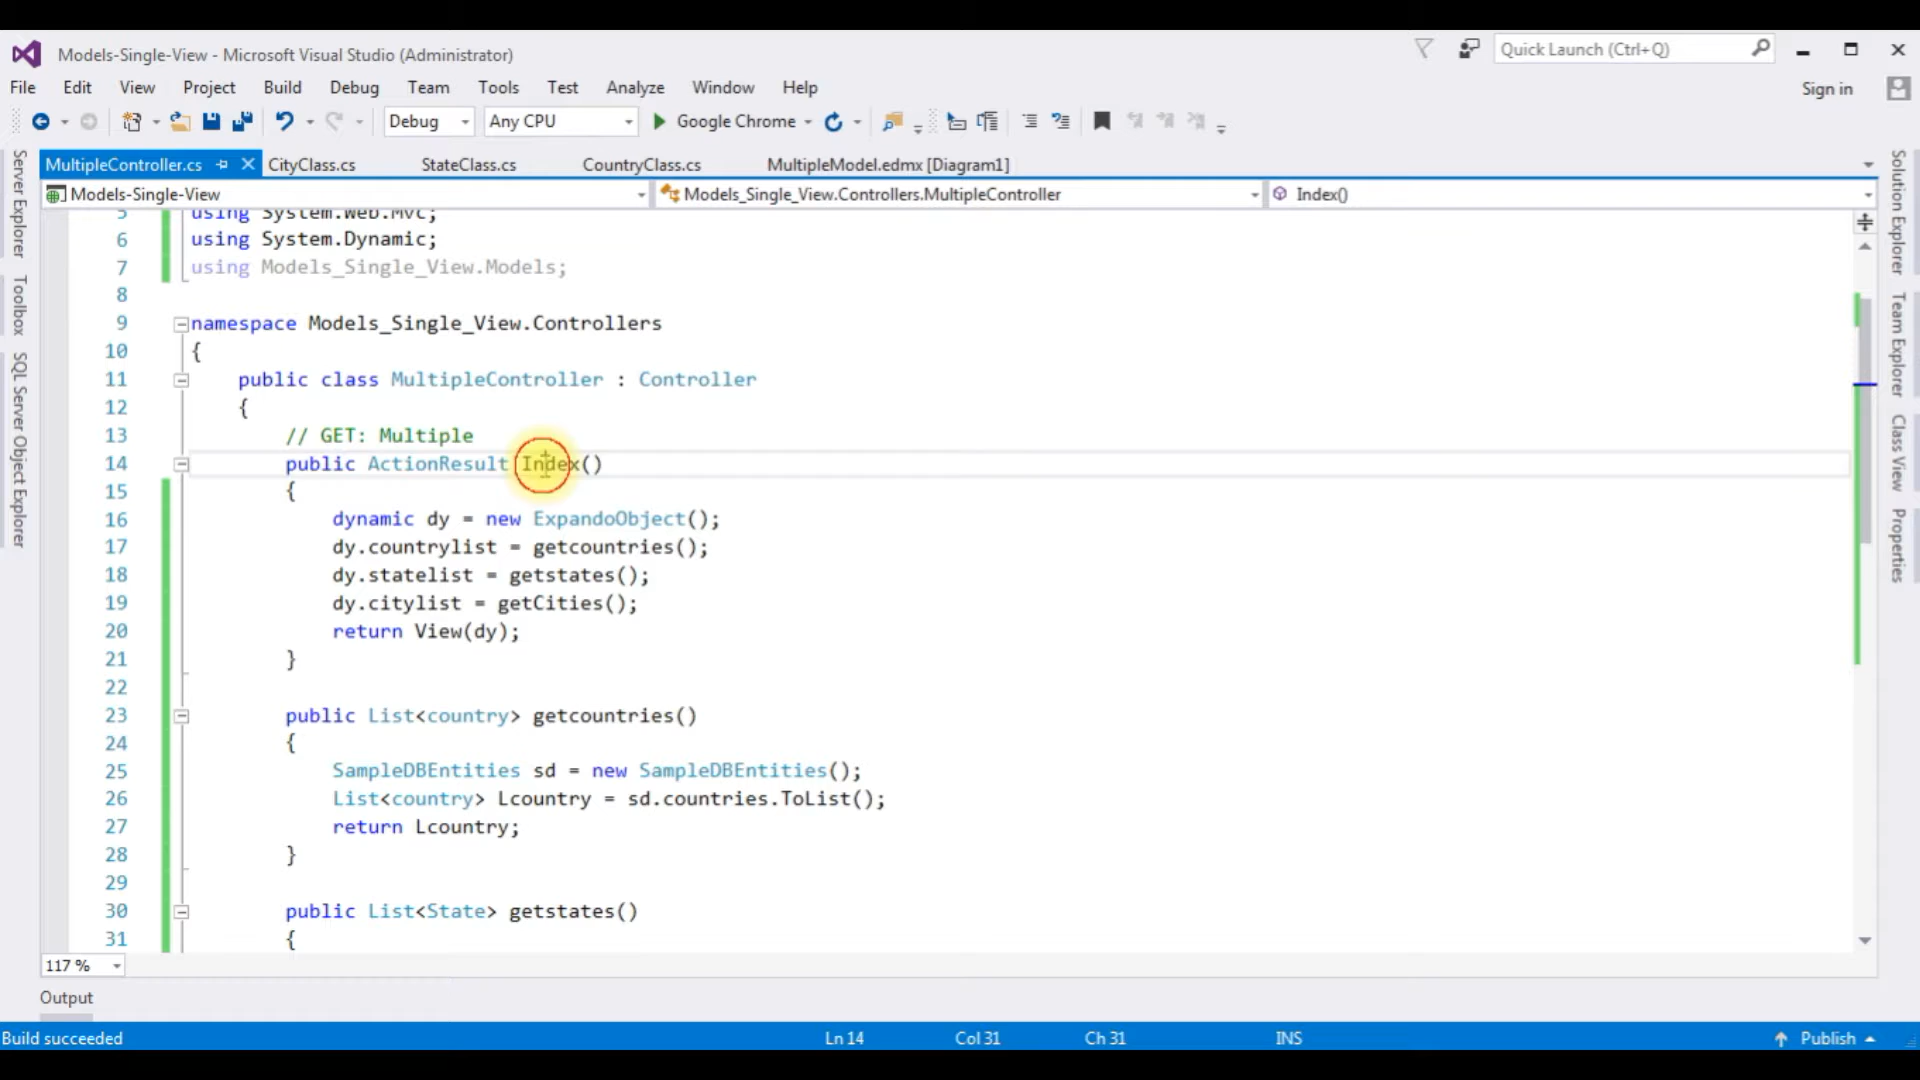 Models-Single-View - Microsoft Visual Studio (Administrator)
Quick Launch (Ctrl+Q)
File Edit View Project Build Debug Team Tools Test Analyze Window Help
Sign in
Debug Any CPU Google Chrome
MultipleController.cs CityClass.cs StateClass.cs CountryClass.cs MultipleModel.edmx [Diagram1]
Models-Single-View Models_Single_View.Controllers.MultipleController Index()
Server Explorer
Toolbox
SQL Server Object Explorer
5 using System.Web.Mvc;
6 using System.Dynamic;
7 using Models_Single_View.Models;
8
9 namespace Models_Single_View.Controllers
10 {
11 public class MultipleController : Controller
12 {
13 // GET: Multiple
14 public ActionResult Index()
15 {
16 dynamic dy = new ExpandoObject();
17 dy.countrylist = getcountries();
18 dy.statelist = getstates();
19 dy.citylist = getCities();
20 return View(dy);
21 }
22
23 public List<country> getcountries()
24 {
25 SampleDBEntities sd = new SampleDBEntities();
26 List<country> Lcountry = sd.countries.ToList();
27 return Lcountry;
28 }
29
30 public List<State> getstates()
31 {
Solution Explorer
Team Explorer
Class View
Properties
117 %
Output
Build succeeded Ln 14 Col 31 Ch 31 INS Publish